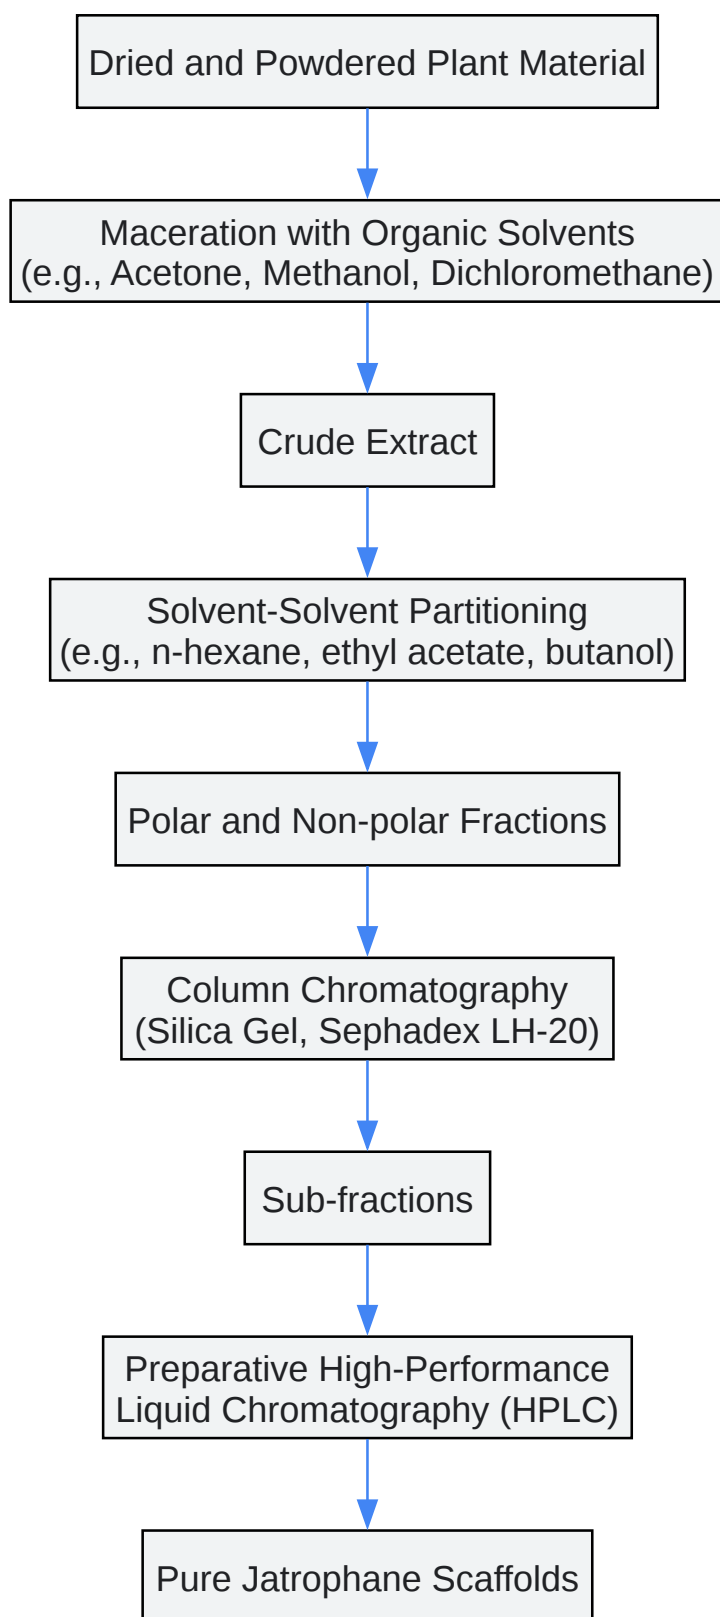 Dried and Powdered Plant Material
Maceration with Organic Solvents
(e.g., Acetone, Methanol, Dichloromethane)
Crude Extract
Solvent-Solvent Partitioning
(e.g., n-hexane, ethyl acetate, butanol)
Polar and Non-polar Fractions
Column Chromatography
(Silica Gel, Sephadex LH-20)
Sub-fractions
Preparative High-Performance
Liquid Chromatography (HPLC)
Pure Jatrophane Scaffolds